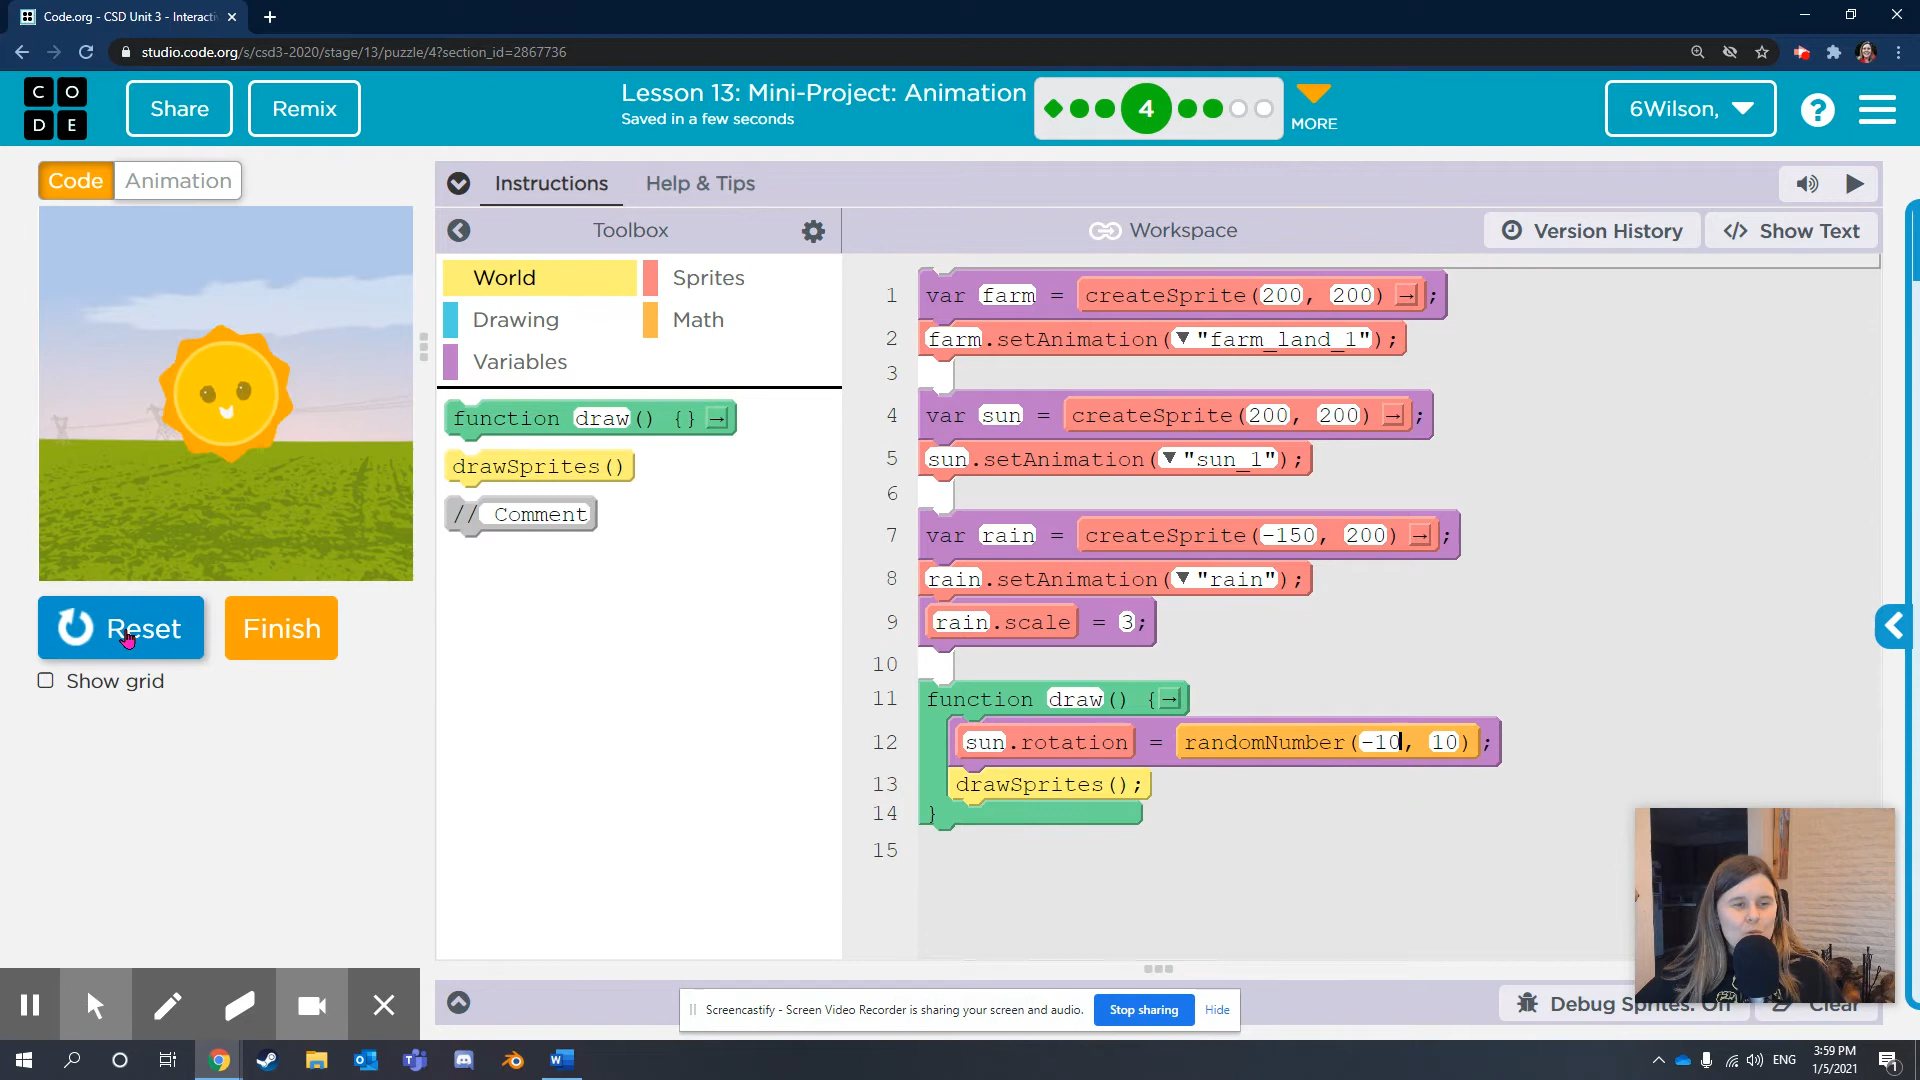 Code.org - CSD Unit 3 - Interacti
studio.code.org/s/csd3-2020/stage/13/puzzle/4?section_id=2867736
C O
D E
Share
Remix
Lesson 13: Mini-Project: Animation
Saved in a few seconds
4
MORE
6Wilson,
?
Code
Animation
Instructions
Help & Tips
Toolbox
Workspace
Version History
</> Show Text
World
Sprites
Drawing
Math
Variables
function draw() {}
drawSprites()
// Comment
1 var farm = createSprite(200, 200);
2 farm.setAnimation("farm_land_1");
3
4 var sun = createSprite(200, 200);
5 sun.setAnimation("sun_1");
6
7 var rain = createSprite(-150, 200);
8 rain.setAnimation("rain");
9 rain.scale = 3;
10
11 function draw() {
12 sun.rotation = randomNumber(-10, 10);
13 drawSprites();
14 }
15
Reset
Finish
Show grid
Screencastify - Screen Video Recorder is sharing your screen and audio.
Stop sharing
Hide
Debug Sprites: Off
Clear
ENG
3:59 PM
1/5/2021
1